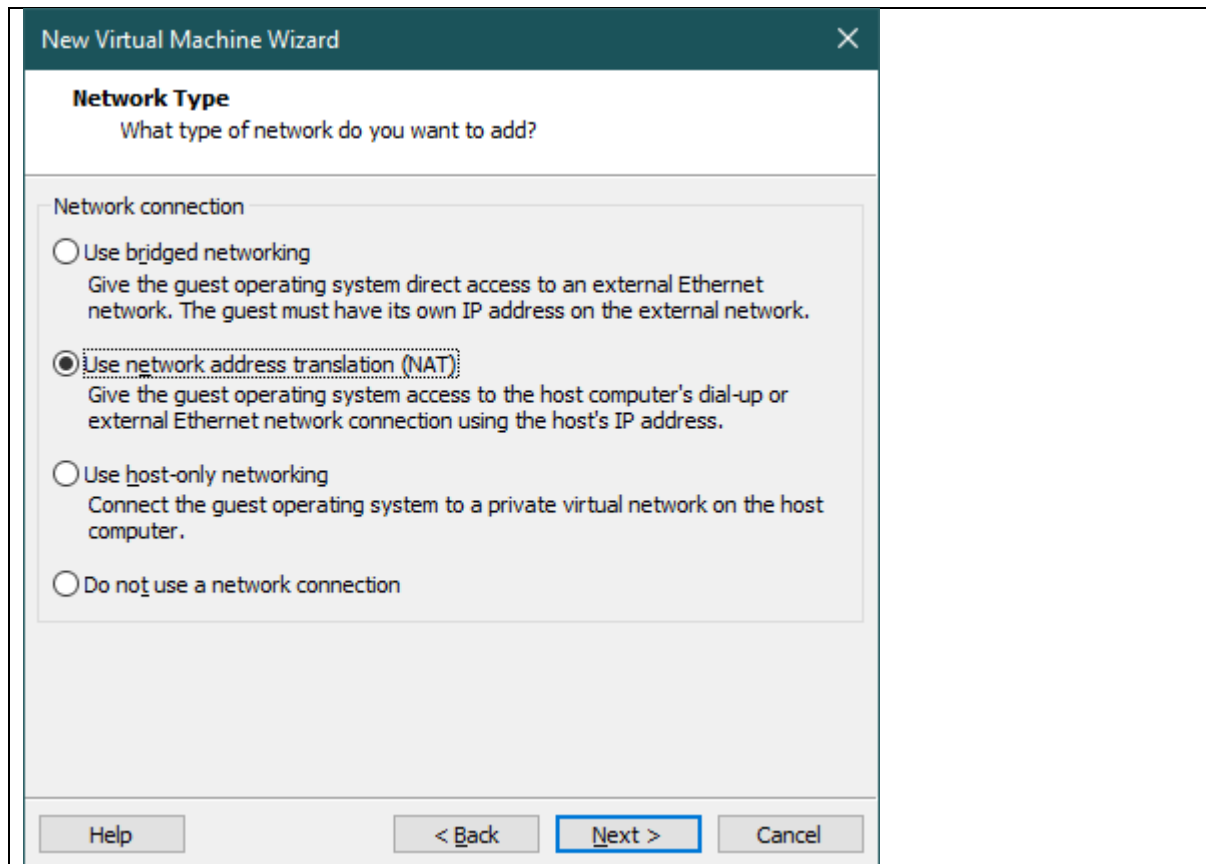 New Virtual Machine Wizard
Network Type
What type of network do you want to add?
Network connection
Use bridged networking
Give the guest operating system direct access to an external Ethernet
network. The guest must have its own IP address on the external network.
Use network address translation (NAT)
Give the guest operating system access to the host computer's dial-up or
external Ethernet network connection using the host's IP address.
Use host-only networking
Connect the guest operating system to a private virtual network on the host
computer.
Do not use a network connection
Help
< Back
Next >
Cancel